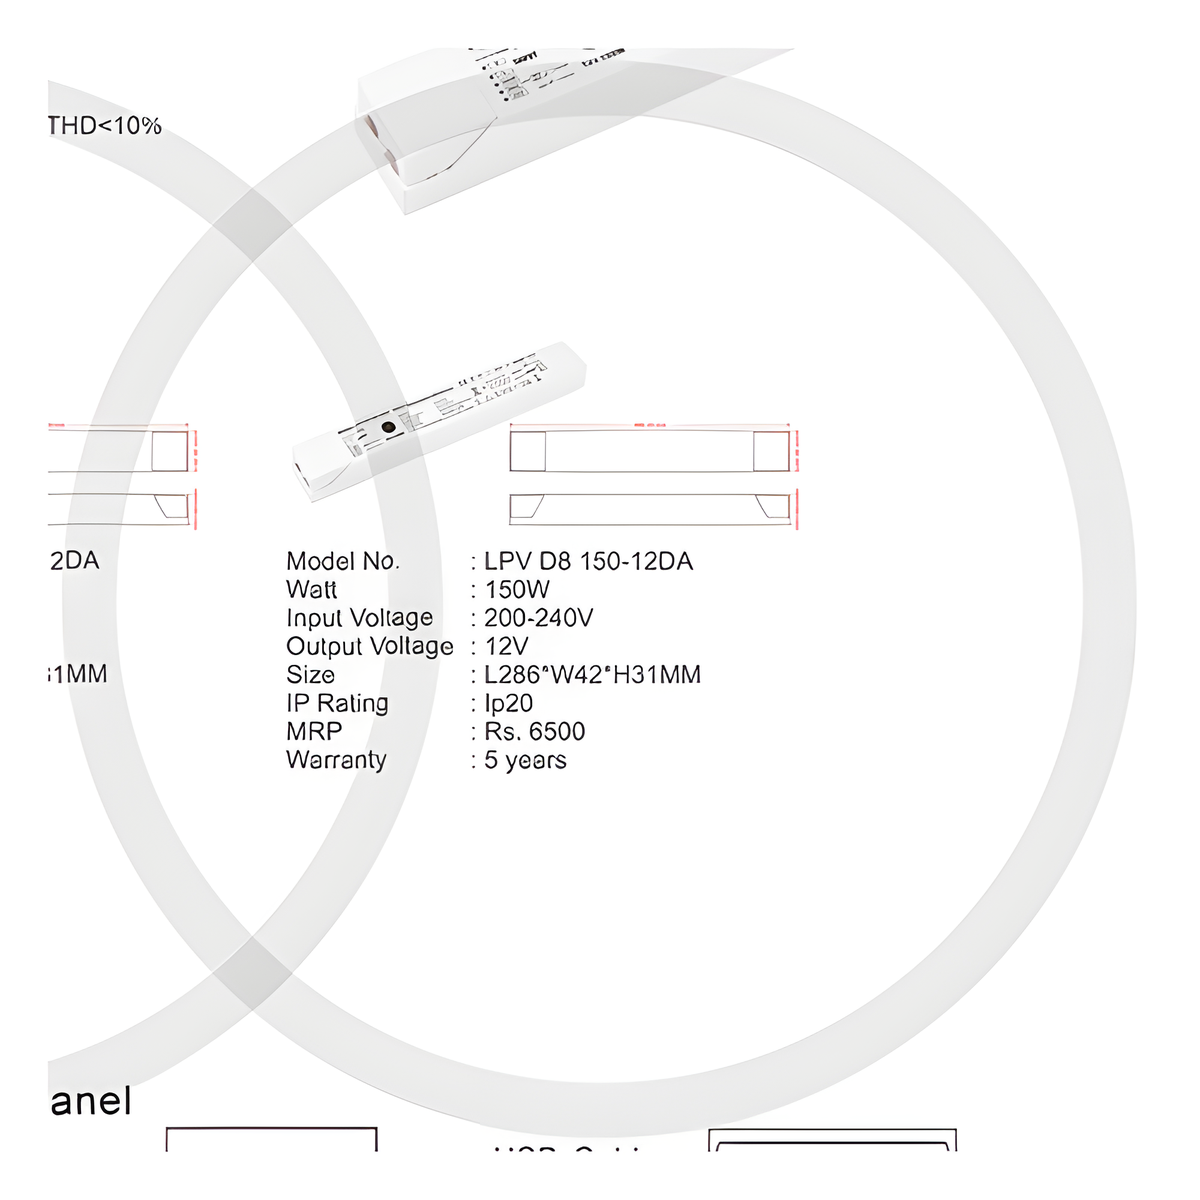 THD<10%
2DA
Model No. : LPV D8 150-12DA
Watt : 150W
Input Voltage : 200-240V
Output Voltage : 12V
31MM
Size : L286*W42*H31MM
IP Rating : Ip20
MRP : Rs. 6500
Warranty : 5 years
anel